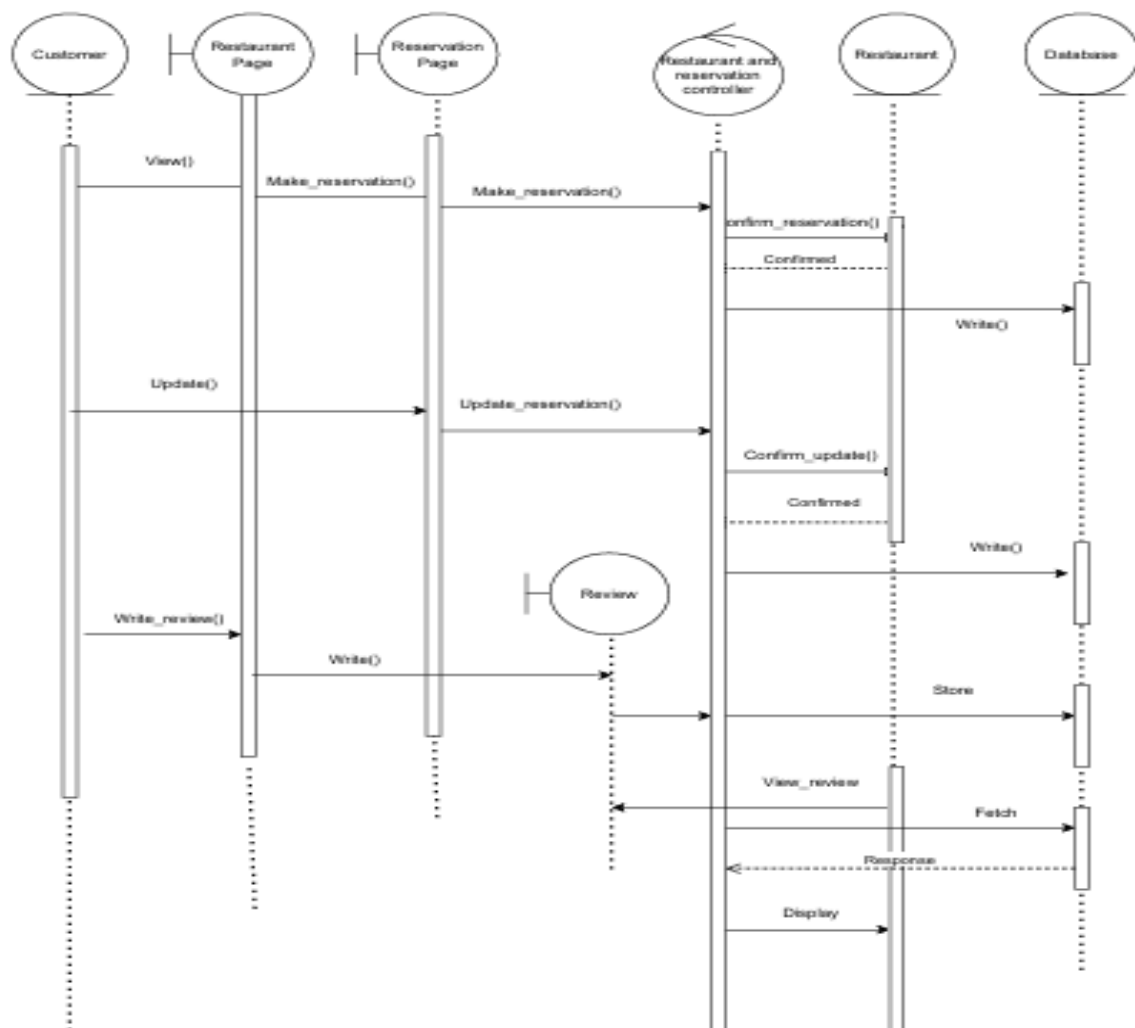 Customer
Restaurant
Page
Reservation
Page
Restaurant and
reservation
controller
Restaurant
Database
View()
Make_reservation()
Make_reservation()
onfirm_reservation()
Confirmed
Write()
Update()
Update_reservation()
Confirm_update()
Confirmed
Write()
Review
Write_review()
Write()
Store
View_review
Fetch
Response
Display